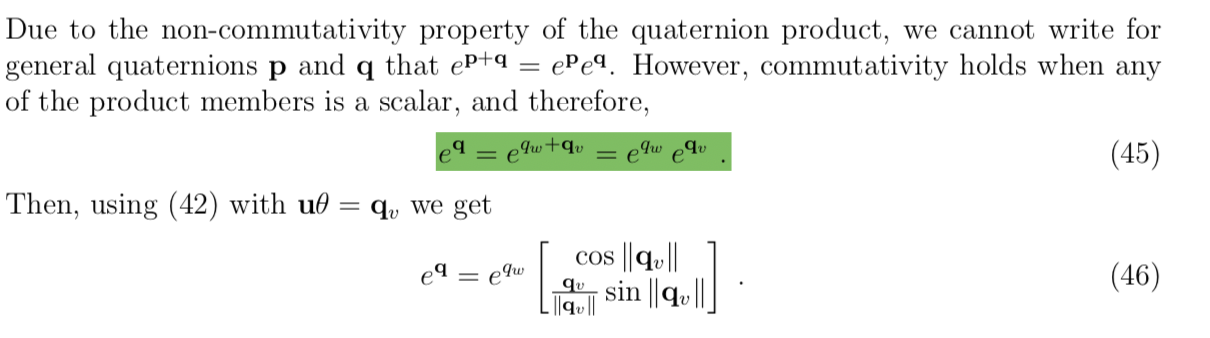 Due to the non-commutativity property of the quaternion product, we cannot write for
general quaternions p and q that e^{p+q} = e^p e^q. However, commutativity holds when any
of the product members is a scalar, and therefore,
e^q = e^{q_w+q_v} = e^{q_w} e^{q_v} . (45)
Then, using (42) with uθ = q_v we get
e^q = e^{q_w} [ cos ‖q_v‖ ; \frac{q_v}{‖q_v‖} sin ‖q_v‖ ] . (46)